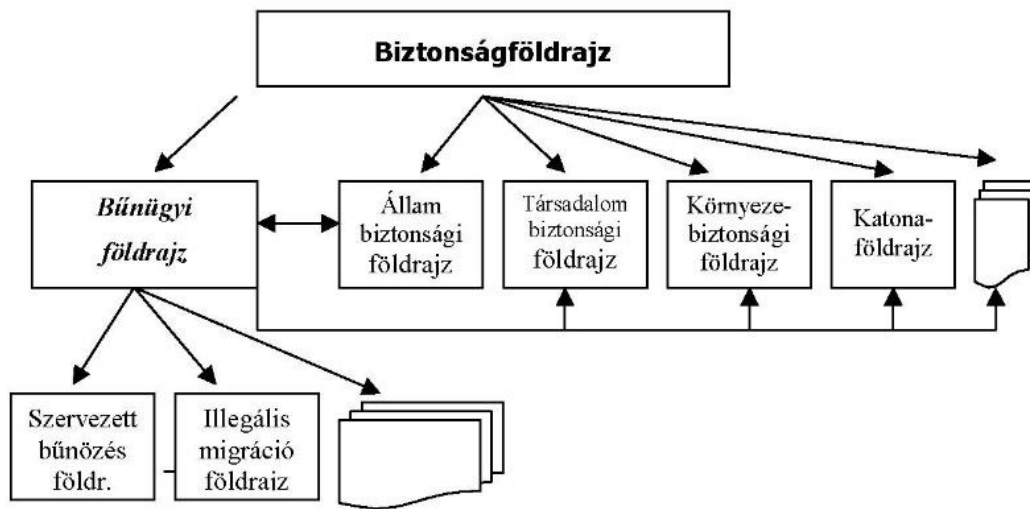 Biztonságföldrajz
Bűnügyi
földrajz
Állam
biztonsági
földrajz
Társadalom
biztonsági
földrajz
Környeze-
biztonsági
földrajz
Katona-
földrajz
Szervezett
bűnözés
földr.
Illegális
migráció
földrajz